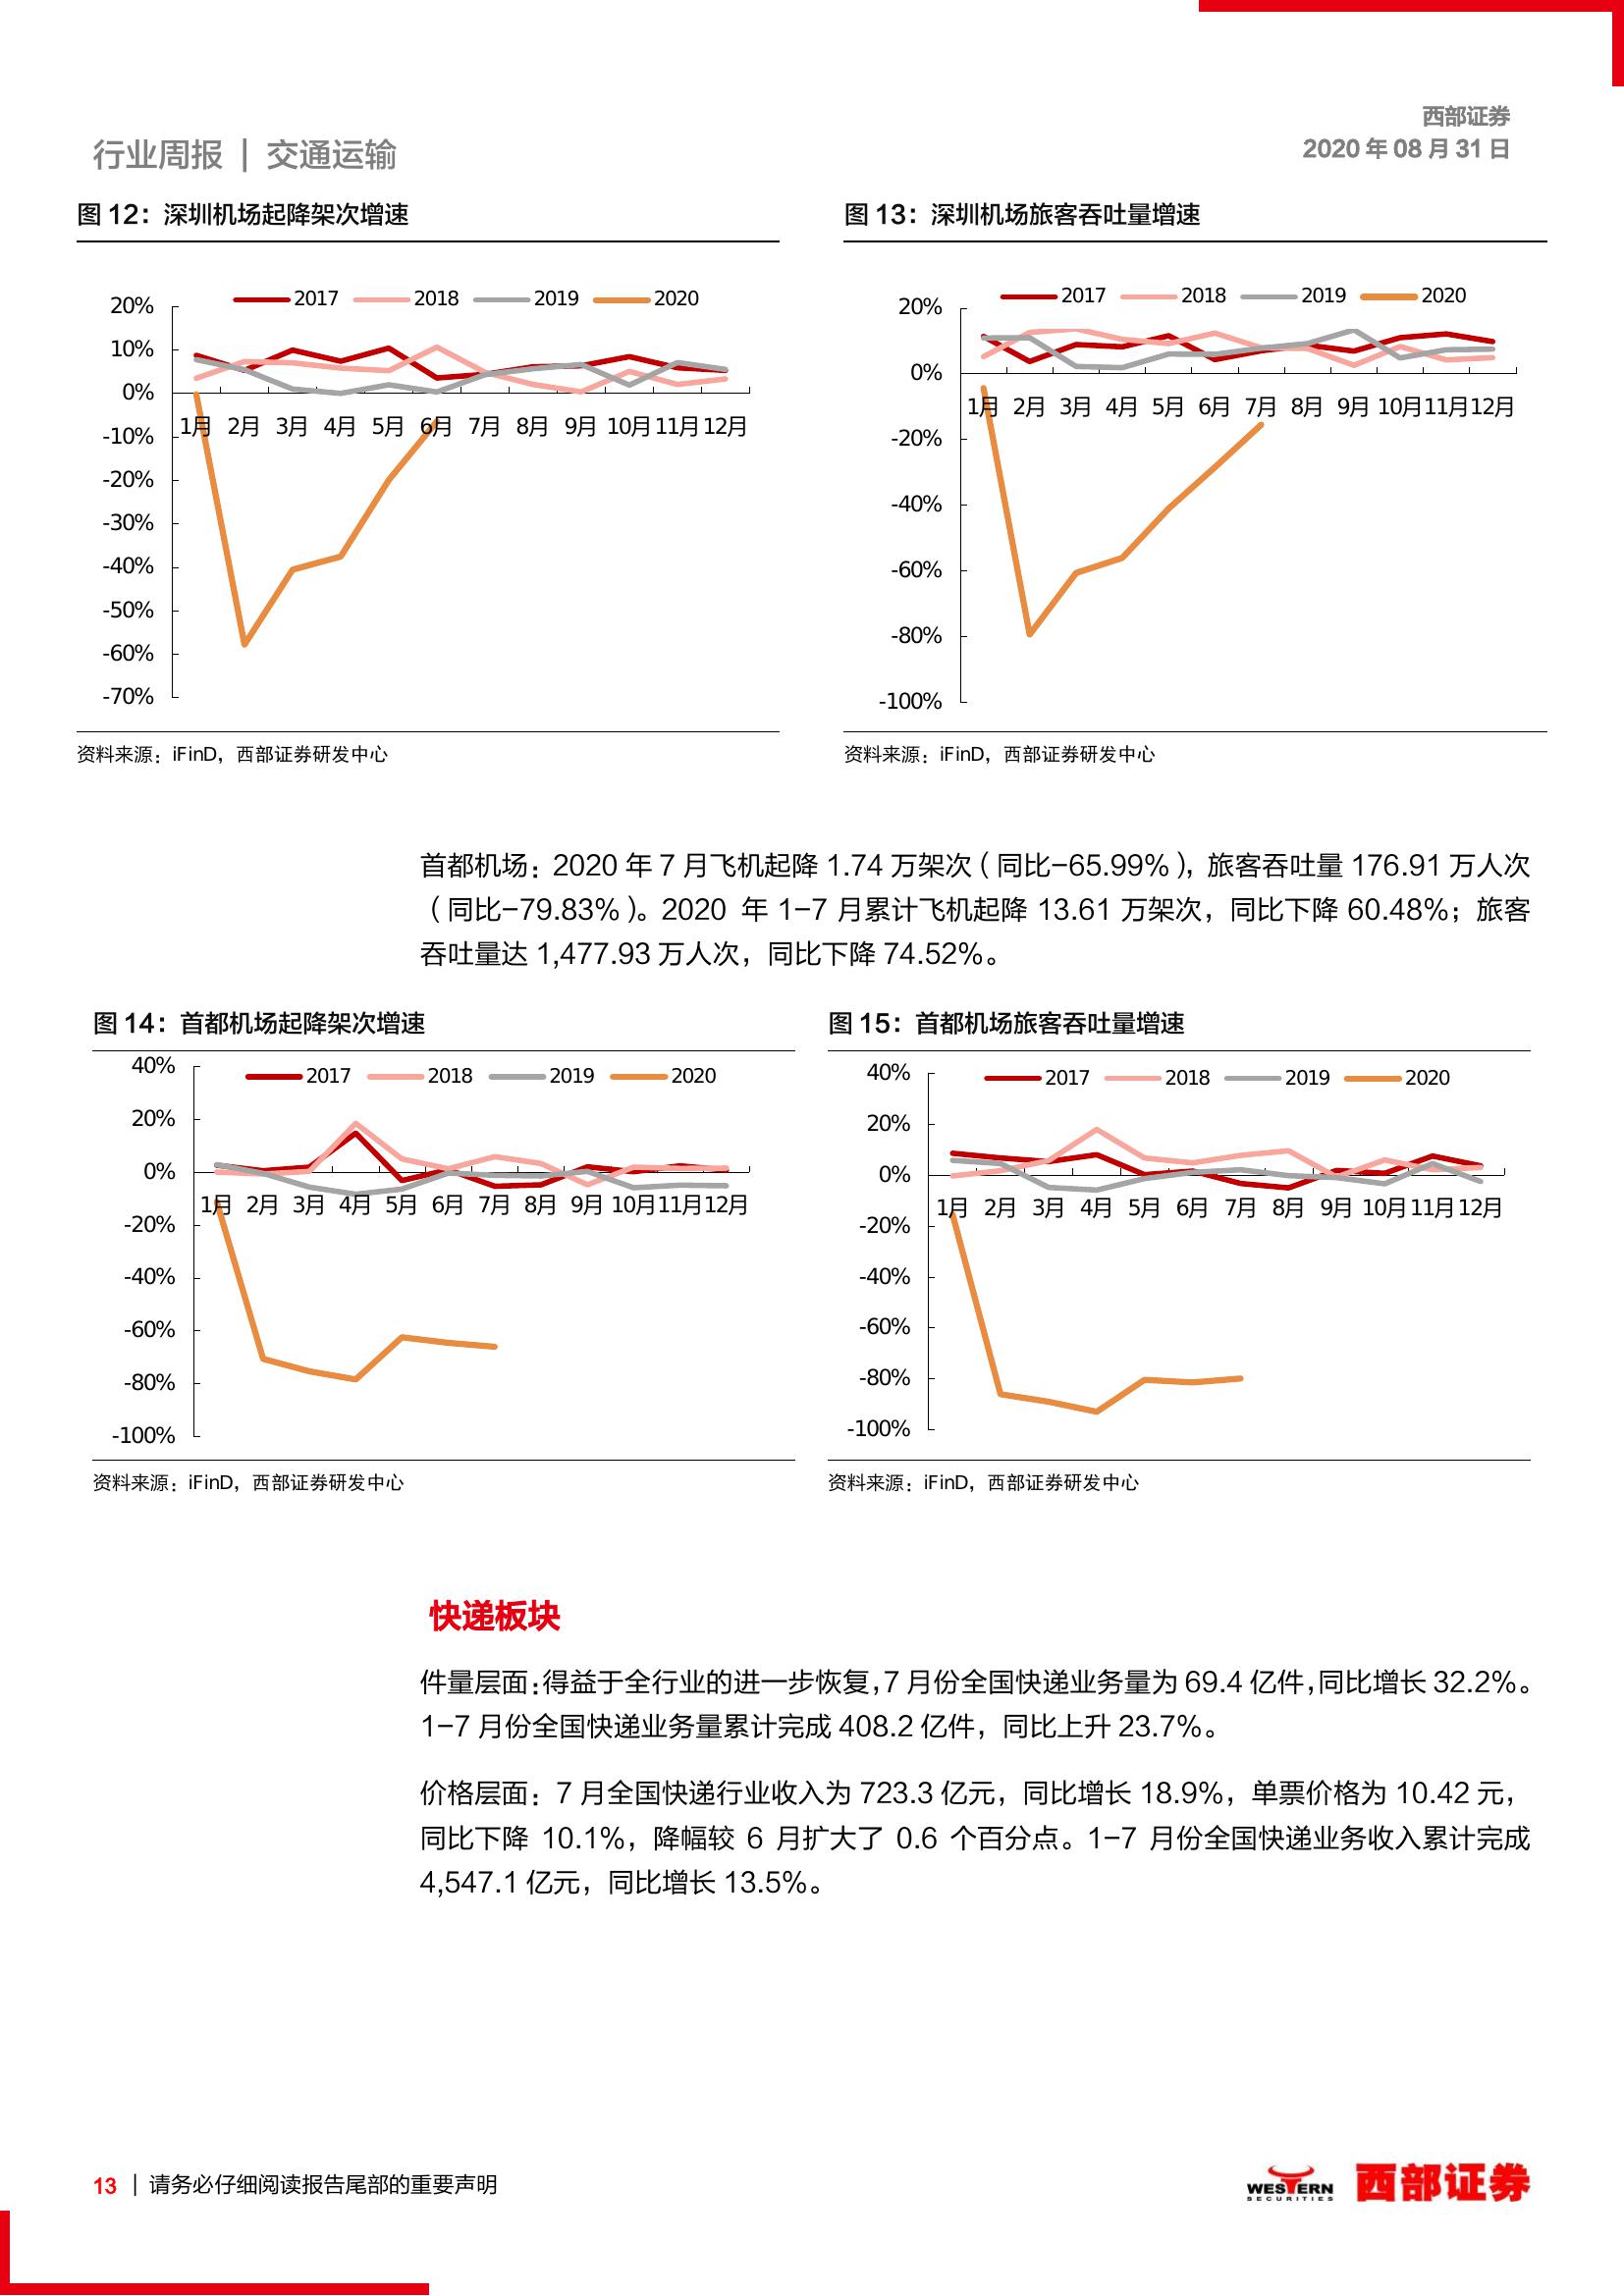 西部证券
行业周报 | 交通运输
2020 年 08 月 31 日
图 12：深圳机场起降架次增速
2017 2018 2019 2020
20%
10%
0%
-10%
-20%
-30%
-40%
-50%
-60%
-70%
1月 2月 3月 4月 5月 6月 7月 8月 9月 10月 11月 12月
资料来源：iFinD，西部证券研发中心
图 13：深圳机场旅客吞吐量增速
2017 2018 2019 2020
20%
0%
-20%
-40%
-60%
-80%
-100%
1月 2月 3月 4月 5月 6月 7月 8月 9月 10月 11月 12月
资料来源：iFinD，西部证券研发中心
首都机场：2020 年 7 月飞机起降 1.74 万架次（同比-65.99%），旅客吞吐量 176.91 万人次
（同比-79.83%）。2020 年 1-7 月累计飞机起降 13.61 万架次，同比下降 60.48%；旅客
吞吐量达 1,477.93 万人次，同比下降 74.52%。
图 14：首都机场起降架次增速
2017 2018 2019 2020
40%
20%
0%
-20%
-40%
-60%
-80%
-100%
1月 2月 3月 4月 5月 6月 7月 8月 9月 10月 11月 12月
资料来源：iFinD，西部证券研发中心
图 15：首都机场旅客吞吐量增速
2017 2018 2019 2020
40%
20%
0%
-20%
-40%
-60%
-80%
-100%
1月 2月 3月 4月 5月 6月 7月 8月 9月 10月 11月 12月
资料来源：iFinD，西部证券研发中心
快递板块
件量层面：得益于全行业的进一步恢复，7 月份全国快递业务量为 69.4 亿件，同比增长 32.2%。
1-7 月份全国快递业务量累计完成 408.2 亿件，同比上升 23.7%。
价格层面：7 月全国快递行业收入为 723.3 亿元，同比增长 18.9%，单票价格为 10.42 元，
同比下降 10.1%，降幅较 6 月扩大了 0.6 个百分点。1-7 月份全国快递业务收入累计完成
4,547.1 亿元，同比增长 13.5%。
13 | 请务必仔细阅读报告尾部的重要声明
WESTERN
SECURITIES
西部证券